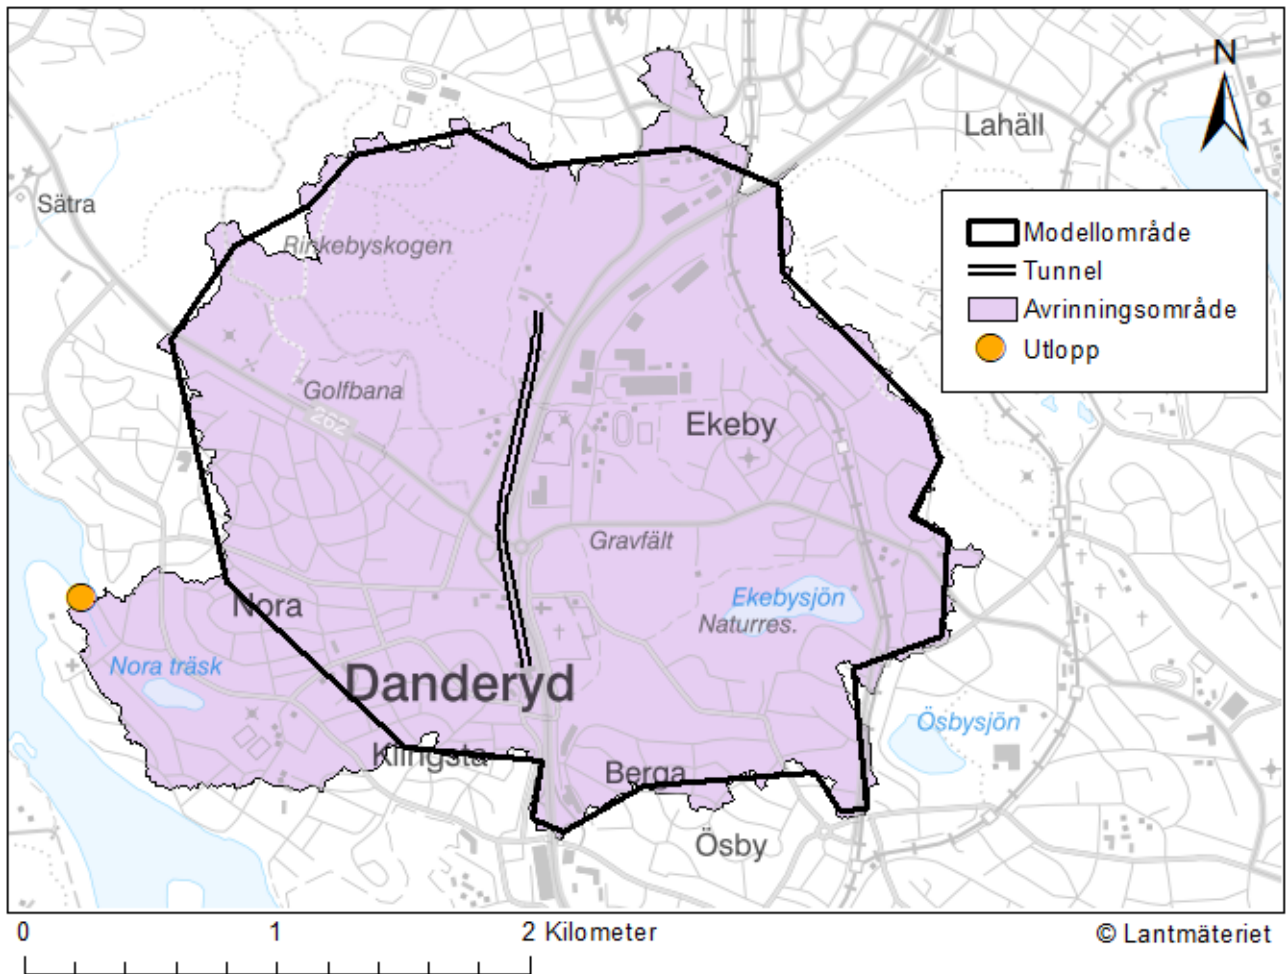 N
Lahäll
Sätra
Modellområde
Tunnel
Avrinningsområde
Utlopp
Rinkebyskogen
Golfbana
262
Ekeby
Gravfält
Ekebysjön
Naturres.
Nora
Nora träsk
Danderyd
Ösbysjön
Klingsta
Berga
Ösby
0 1 2 Kilometer
© Lantmäteriet